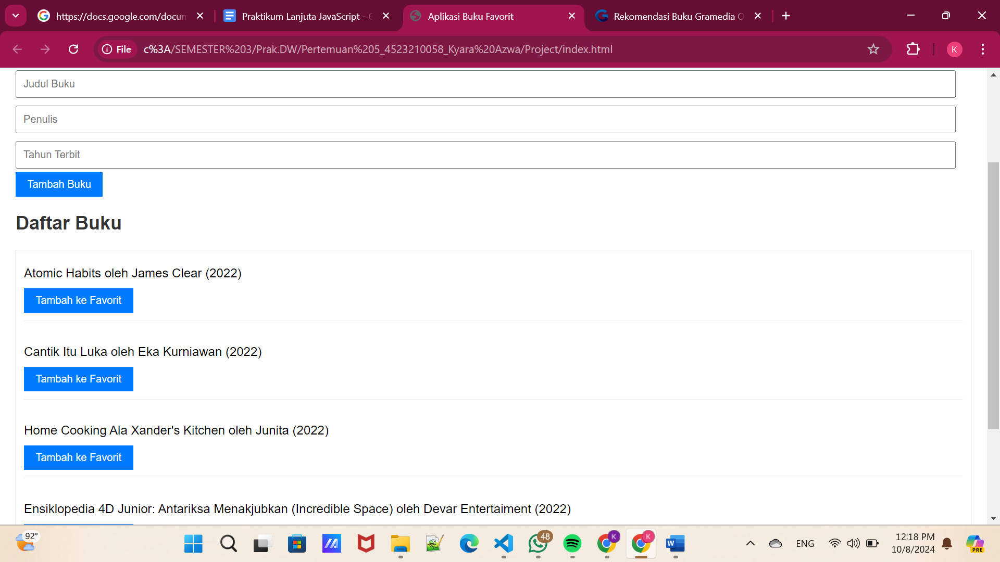 https://docs.google.com/docum
Praktikum Lanjuta JavaScript - G
Aplikasi Buku Favorit
Rekomendasi Buku Gramedia O
File
c%3A/SEMESTER%203/Prak.DW/Pertemuan%205_4523210058_Kyara%20Azwa/Project/index.html
K
Judul Buku
Penulis
Tahun Terbit
Tambah Buku
Daftar Buku
Atomic Habits oleh James Clear (2022)
Tambah ke Favorit
Cantik Itu Luka oleh Eka Kurniawan (2022)
Tambah ke Favorit
Home Cooking Ala Xander's Kitchen oleh Junita (2022)
Tambah ke Favorit
Ensiklopedia 4D Junior: Antariksa Menakjubkan (Incredible Space) oleh Devar Entertaiment (2022)
92°
48
K
K
W
ENG
12:18 PM
10/8/2024
PRE